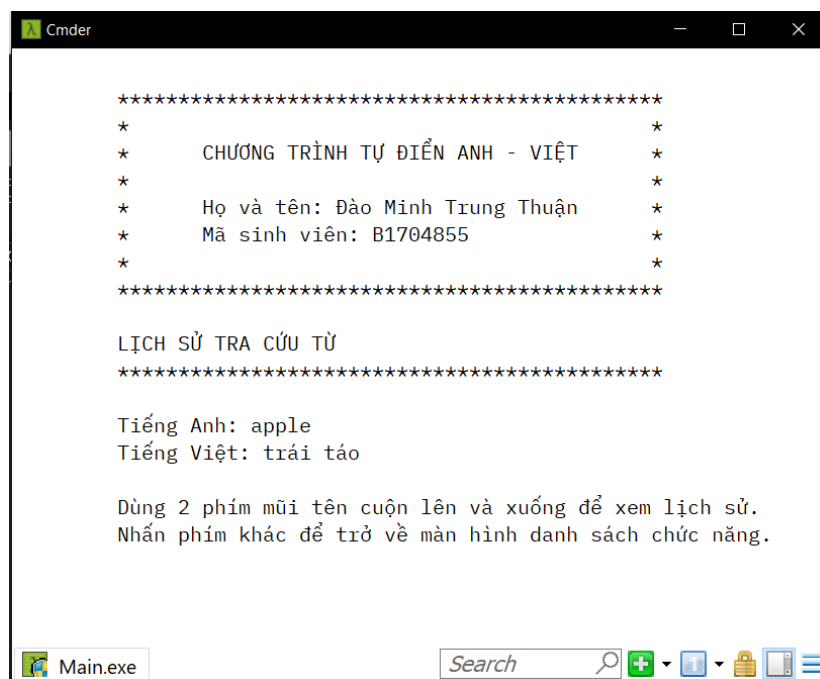 Cmder
*********************************************
* *
* CHƯƠNG TRÌNH TỰ ĐIỂN ANH - VIỆT *
* *
* Họ và tên: Đào Minh Trung Thuận *
* Mã sinh viên: B1704855 *
* *
*********************************************
LỊCH SỬ TRA CỨU TỪ
*********************************************
Tiếng Anh: apple
Tiếng Việt: trái táo
Dùng 2 phím mũi tên cuộn lên và xuống để xem lịch sử.
Nhấn phím khác để trở về màn hình danh sách chức năng.
Main.exe Search 1